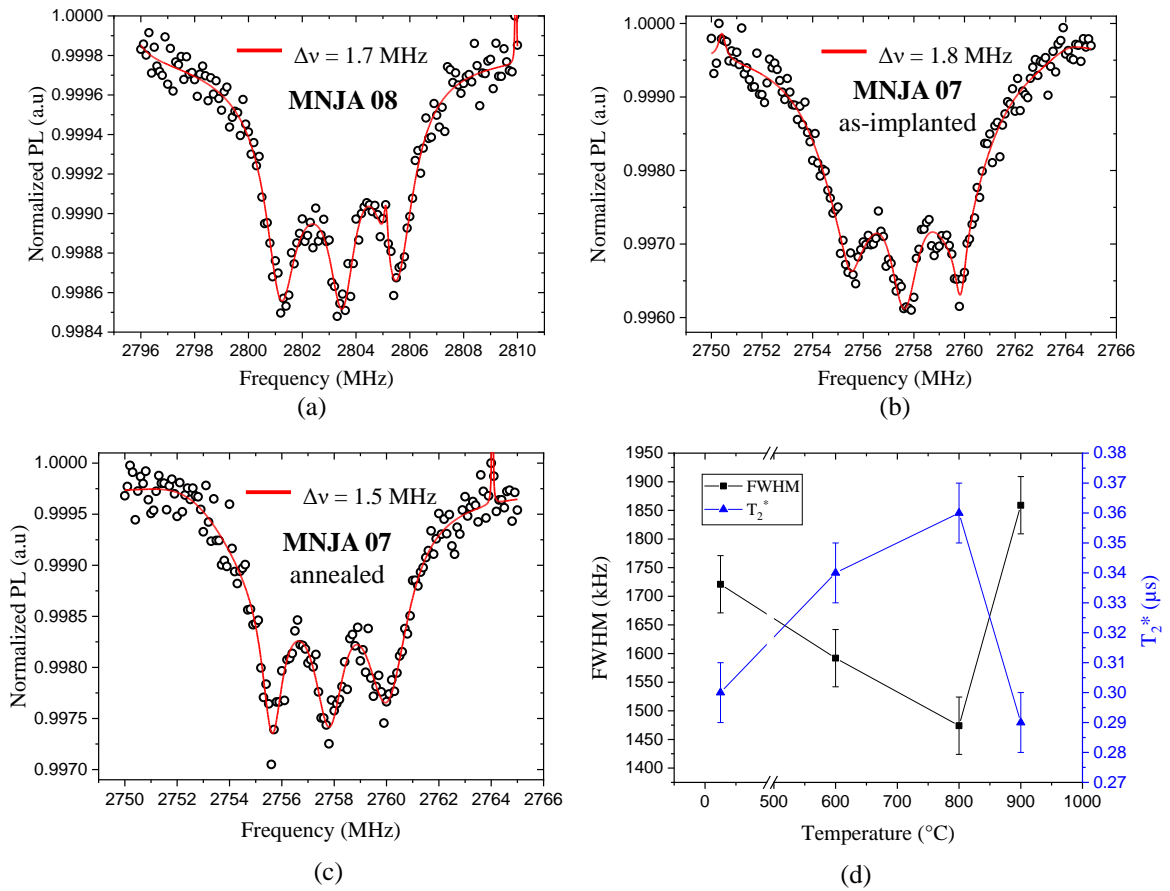 1.0000
0.9998
0.9996
0.9994
0.9992
0.9990
0.9988
0.9986
0.9984
Normalized PL (a.u)
Δν = 1.7 MHz
MNJA 08
2796 2798 2800 2802 2804 2806 2808 2810
Frequency (MHz)
(a)
1.0000
0.9990
0.9980
0.9970
0.9960
Normalized PL (a.u)
Δν = 1.8 MHz
MNJA 07
as-implanted
2750 2752 2754 2756 2758 2760 2762 2764 2766
Frequency (MHz)
(b)
1.0000
0.9995
0.9990
0.9985
0.9980
0.9975
0.9970
Normalized PL (a.u)
Δν = 1.5 MHz
MNJA 07
annealed
2750 2752 2754 2756 2758 2760 2762 2764 2766
Frequency (MHz)
(c)
1950
1900
1850
1800
1750
1700
1650
1600
1550
1500
1450
1400
FWHM (kHz)
FWHM
T₂*
0.38
0.37
0.36
0.35
0.34
0.33
0.32
0.31
0.30
0.29
0.28
0.27
T₂* (μs)
0 500 600 700 800 900 1000
Temperature (°C)
(d)